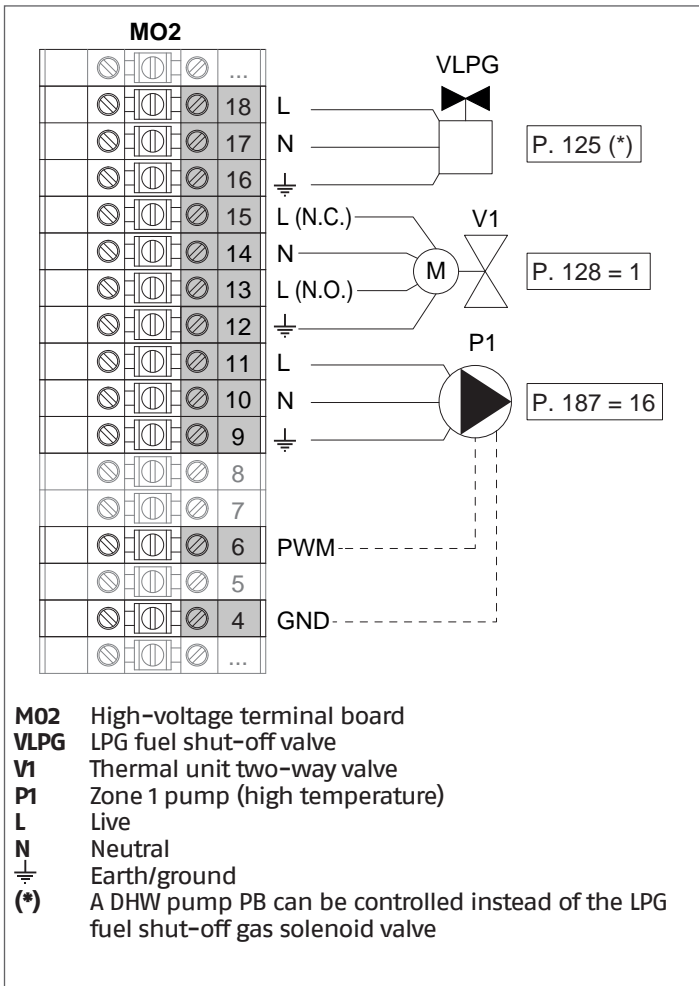 MO2
...
VLPG
18 L
17 N P. 125 (*)
16
15 L (N.C.) V1
14 N
M P. 128 = 1
13 L (N.O.)
12
P1
11 L
10 N P. 187 = 16
9
8
7
6 PWM
5
4 GND
...
M02 High-voltage terminal board
VLPG LPG fuel shut-off valve
V1 Thermal unit two-way valve
P1 Zone 1 pump (high temperature)
L Live
N Neutral
⏚ Earth/ground
(*) A DHW pump PB can be controlled instead of the LPG
fuel shut-off gas solenoid valve